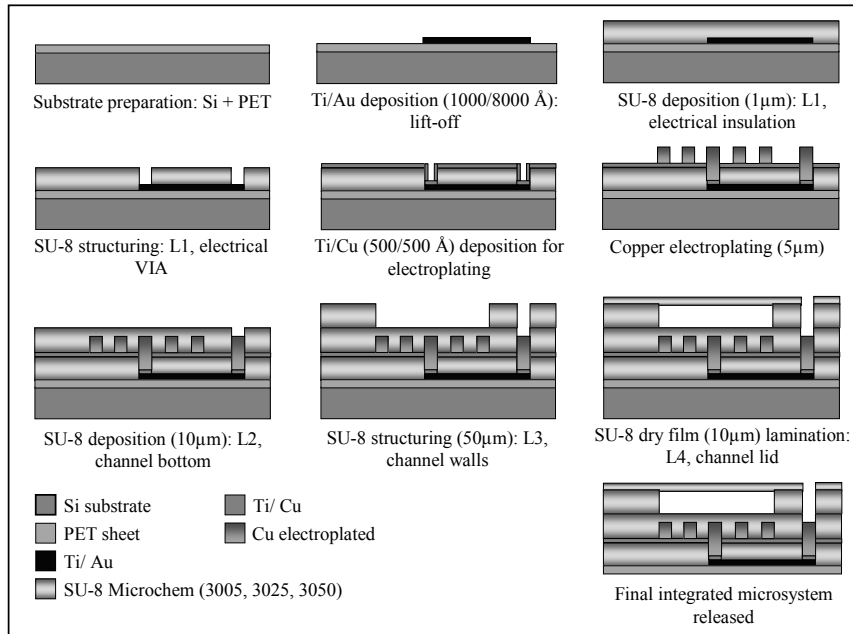 Substrate preparation: Si + PET
Ti/Au deposition (1000/8000 Å):
lift-off
SU-8 deposition (1µm): L1,
electrical insulation
SU-8 structuring: L1, electrical
VIA
Ti/Cu (500/500 Å) deposition for
electroplating
Copper electroplating (5µm)
SU-8 deposition (10µm): L2,
channel bottom
SU-8 structuring (50µm): L3,
channel walls
SU-8 dry film (10µm) lamination:
L4, channel lid
Si substrate
PET sheet
Ti/ Au
SU-8 Microchem (3005, 3025, 3050)
Ti/ Cu
Cu electroplated
Final integrated microsystem
released